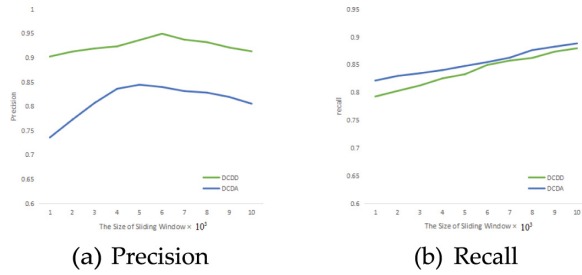 1
0.95
0.9
0.85
0.8
0.75
0.7
0.65
0.6
Precision
1 2 3 4 5 6 7 8 9 10
The Size of Sliding Window × 10³
DCDD
DCDA
(a) Precision
0.95
0.9
0.85
0.8
0.75
0.7
0.65
0.6
recall
1 2 3 4 5 6 7 8 9 10
The Size of Sliding Window × 10³
DCDD
DCDA
(b) Recall